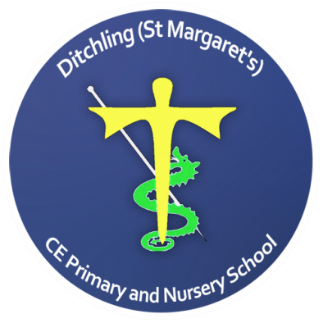 Ditchling (St Margaret's)
CE Primary and Nursery School